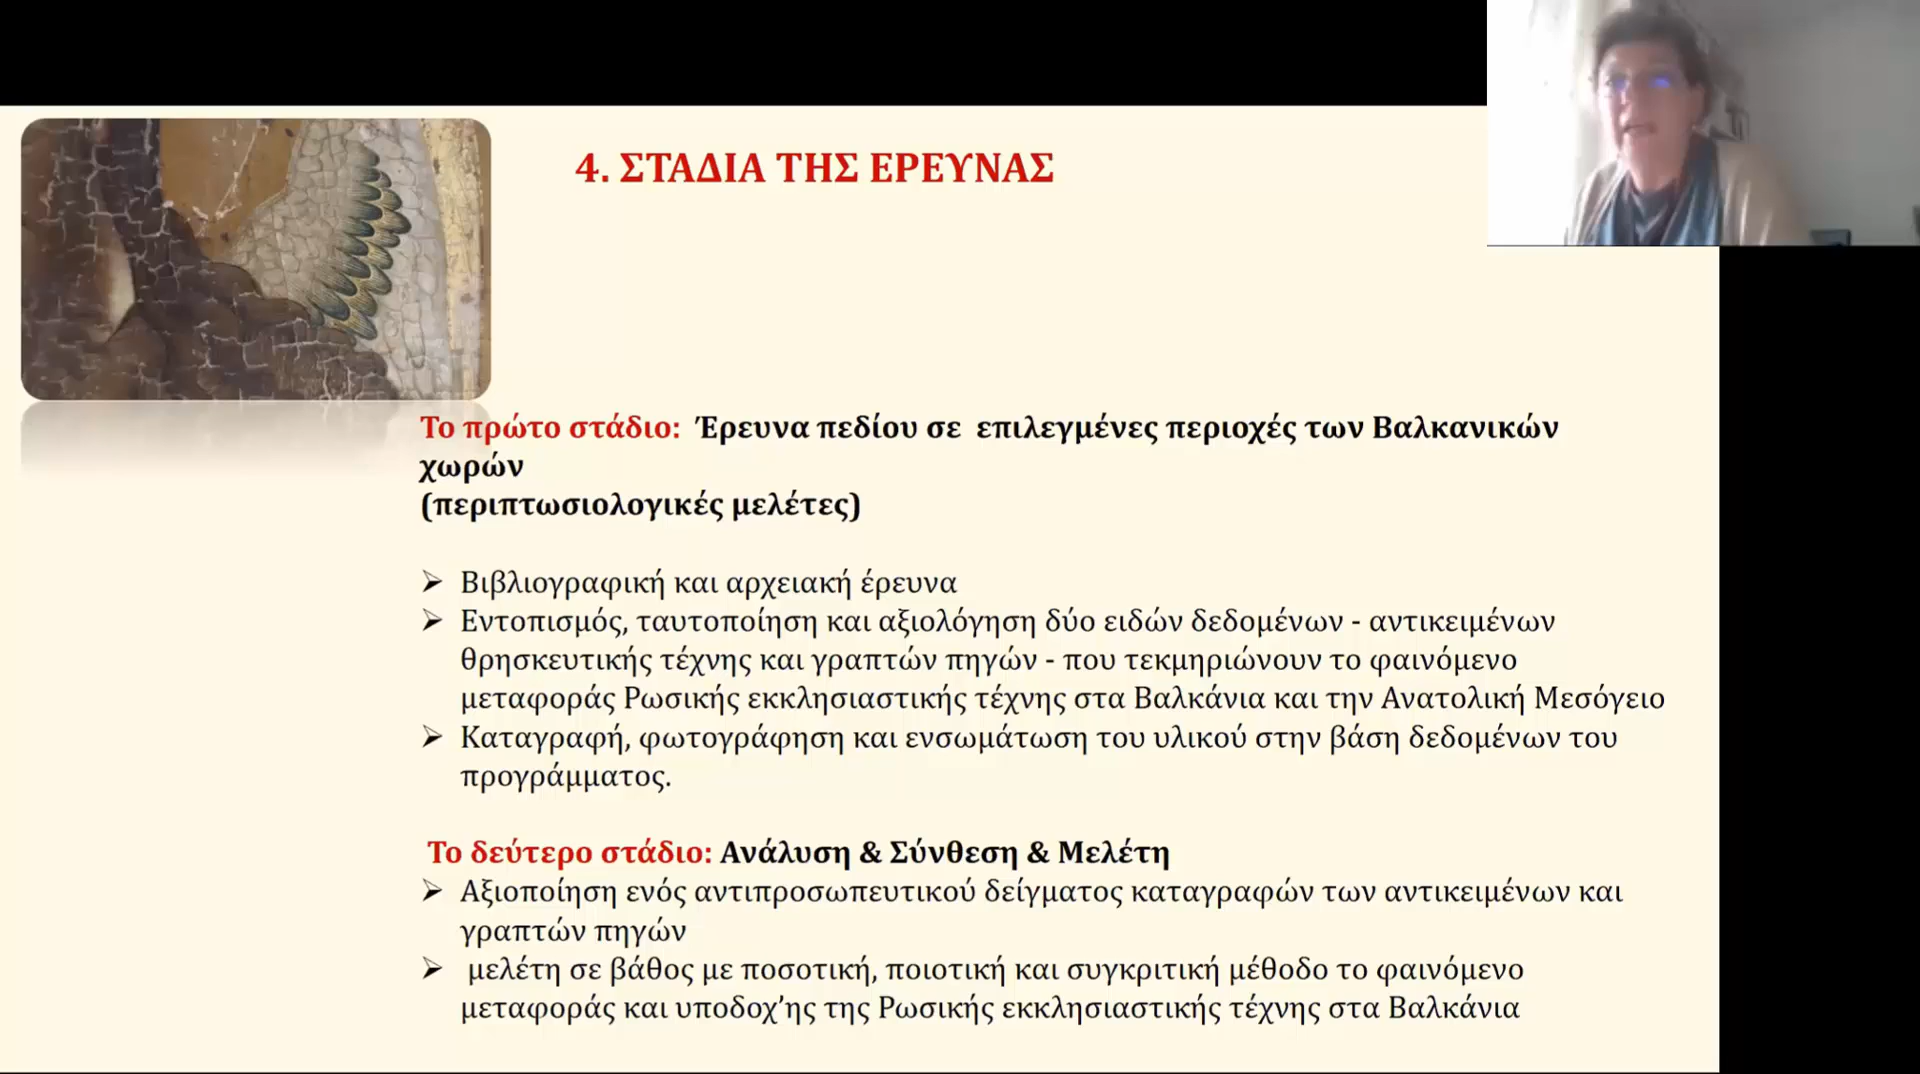 4. ΣΤΑΔΙΑ ΤΗΣ ΕΡΕΥΝΑΣ
Το πρώτο στάδιο: Έρευνα πεδίου σε επιλεγμένες περιοχές των Βαλκανικών
χωρών
(περιπτωσιολογικές μελέτες)
➢ Βιβλιογραφική και αρχειακή έρευνα
➢ Εντοπισμός, ταυτοποίηση και αξιολόγηση δύο ειδών δεδομένων - αντικειμένων
θρησκευτικής τέχνης και γραπτών πηγών - που τεκμηριώνουν το φαινόμενο
μεταφοράς Ρωσικής εκκλησιαστικής τέχνης στα Βαλκάνια και την Ανατολική Μεσόγειο
➢ Καταγραφή, φωτογράφηση και ενσωμάτωση του υλικού στην βάση δεδομένων του
προγράμματος.
Το δεύτερο στάδιο: Ανάλυση & Σύνθεση & Μελέτη
➢ Αξιοποίηση ενός αντιπροσωπευτικού δείγματος καταγραφών των αντικειμένων και
γραπτών πηγών
➢ μελέτη σε βάθος με ποσοτική, ποιοτική και συγκριτική μέθοδο το φαινόμενο
μεταφοράς και υποδοχ’ης της Ρωσικής εκκλησιαστικής τέχνης στα Βαλκάνια